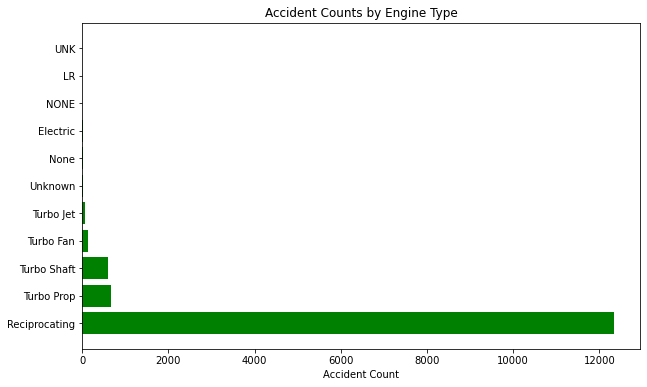 Accident Counts by Engine Type
UNK
LR
NONE
Electric
None
Unknown
Turbo Jet
Turbo Fan
Turbo Shaft
Turbo Prop
Reciprocating
0 2000 4000 6000 8000 10000 12000
Accident Count